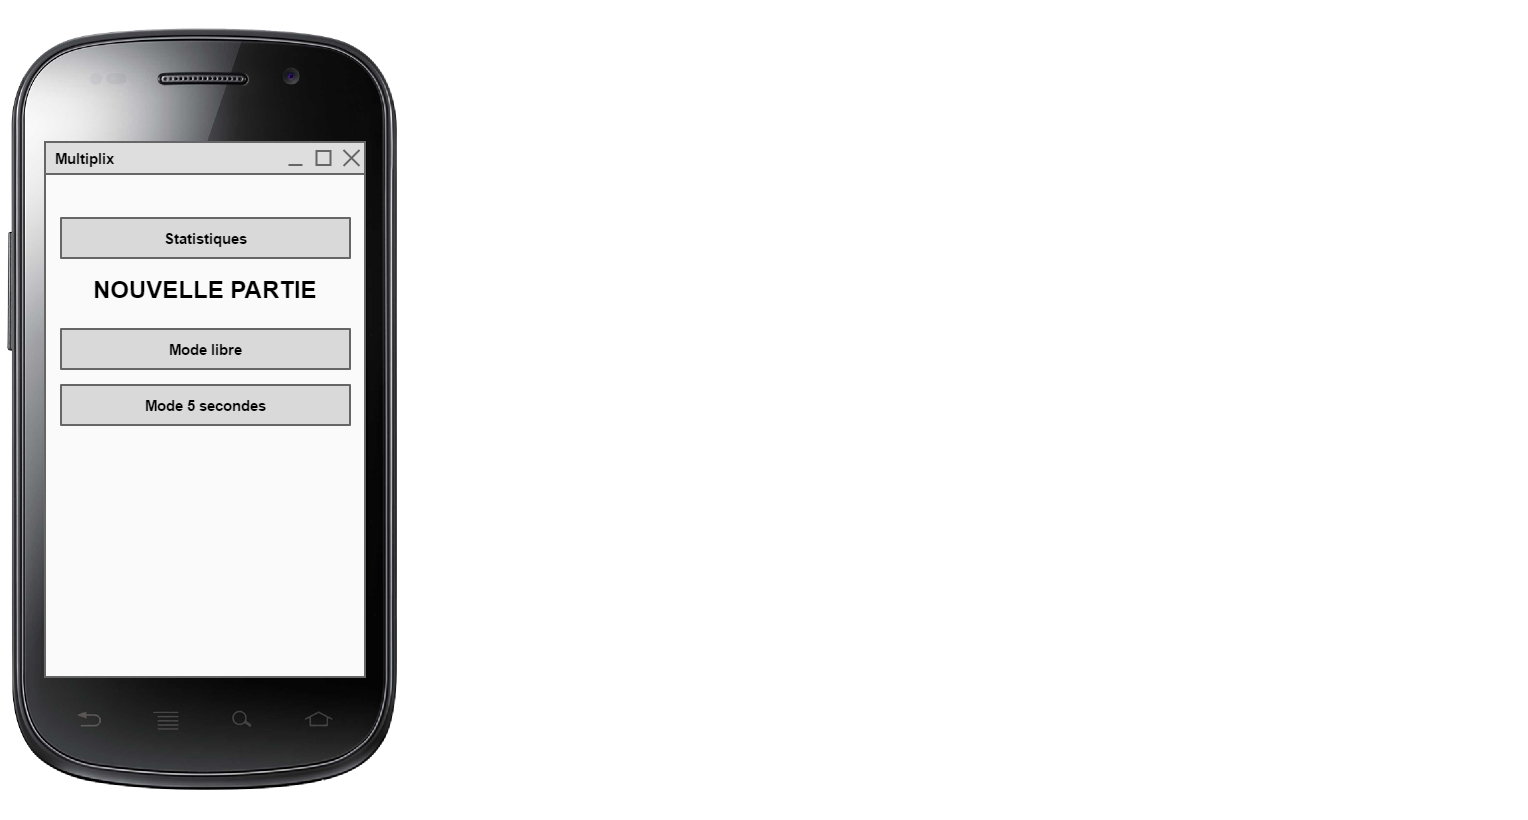 Multiplix
Statistiques
NOUVELLE PARTIE
Mode libre
Mode 5 secondes